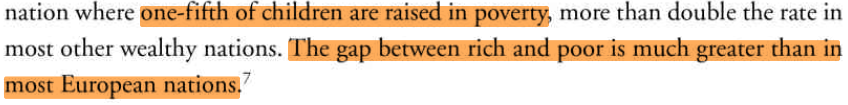 nation where one-fifth of children are raised in poverty, more than double the rate in
most other wealthy nations. The gap between rich and poor is much greater than in
most European nations.7